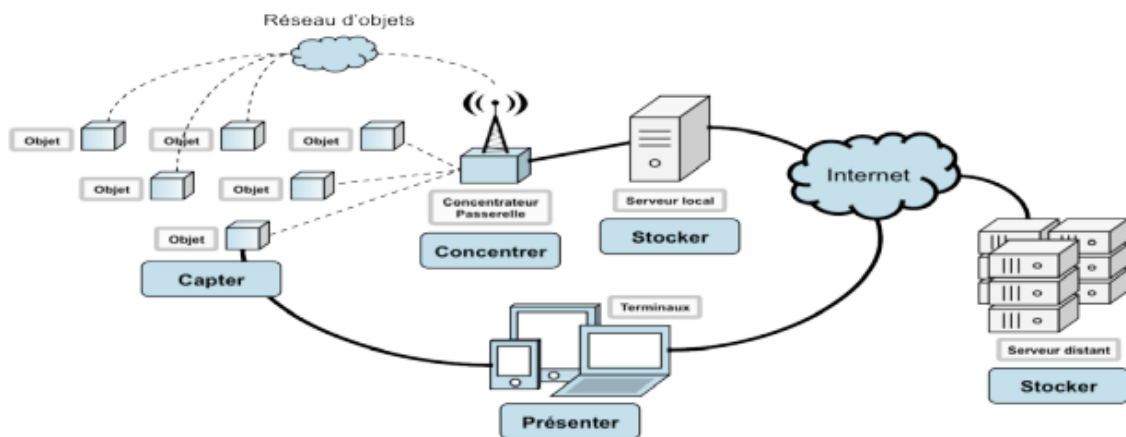 Réseau d'objets
Objet
Objet
Objet
Objet
Objet
Objet
Capter
Concentrateur
Passerelle
Concentrer
Serveur local
Stocker
Internet
Terminaux
Présenter
Serveur distant
Stocker